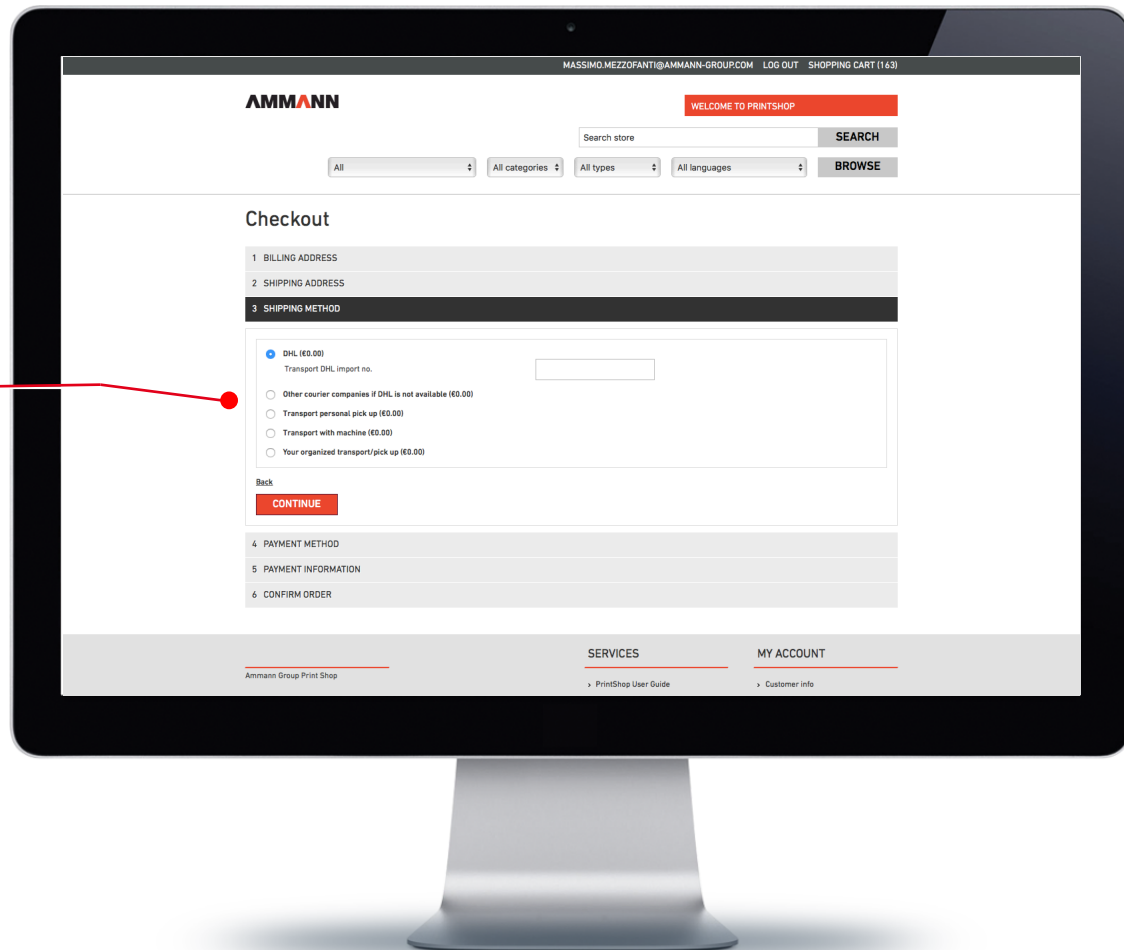 MASSIMO.MEZZOFANTI@AMMANN-GROUP.COM LOG OUT SHOPPING CART (163)
AMMANN
WELCOME TO PRINTSHOP
Search store SEARCH
All All categories All types All languages BROWSE
Checkout
1 BILLING ADDRESS
2 SHIPPING ADDRESS
3 SHIPPING METHOD
DHL (€0.00)
Transport DHL import no.
Other courier companies if DHL is not available (€0.00)
Transport personal pick up (€0.00)
Transport with machine (€0.00)
Your organized transport/pick up (€0.00)
Back
CONTINUE
4 PAYMENT METHOD
5 PAYMENT INFORMATION
6 CONFIRM ORDER
SERVICES MY ACCOUNT
Ammann Group Print Shop
› PrintShop User Guide › Customer info